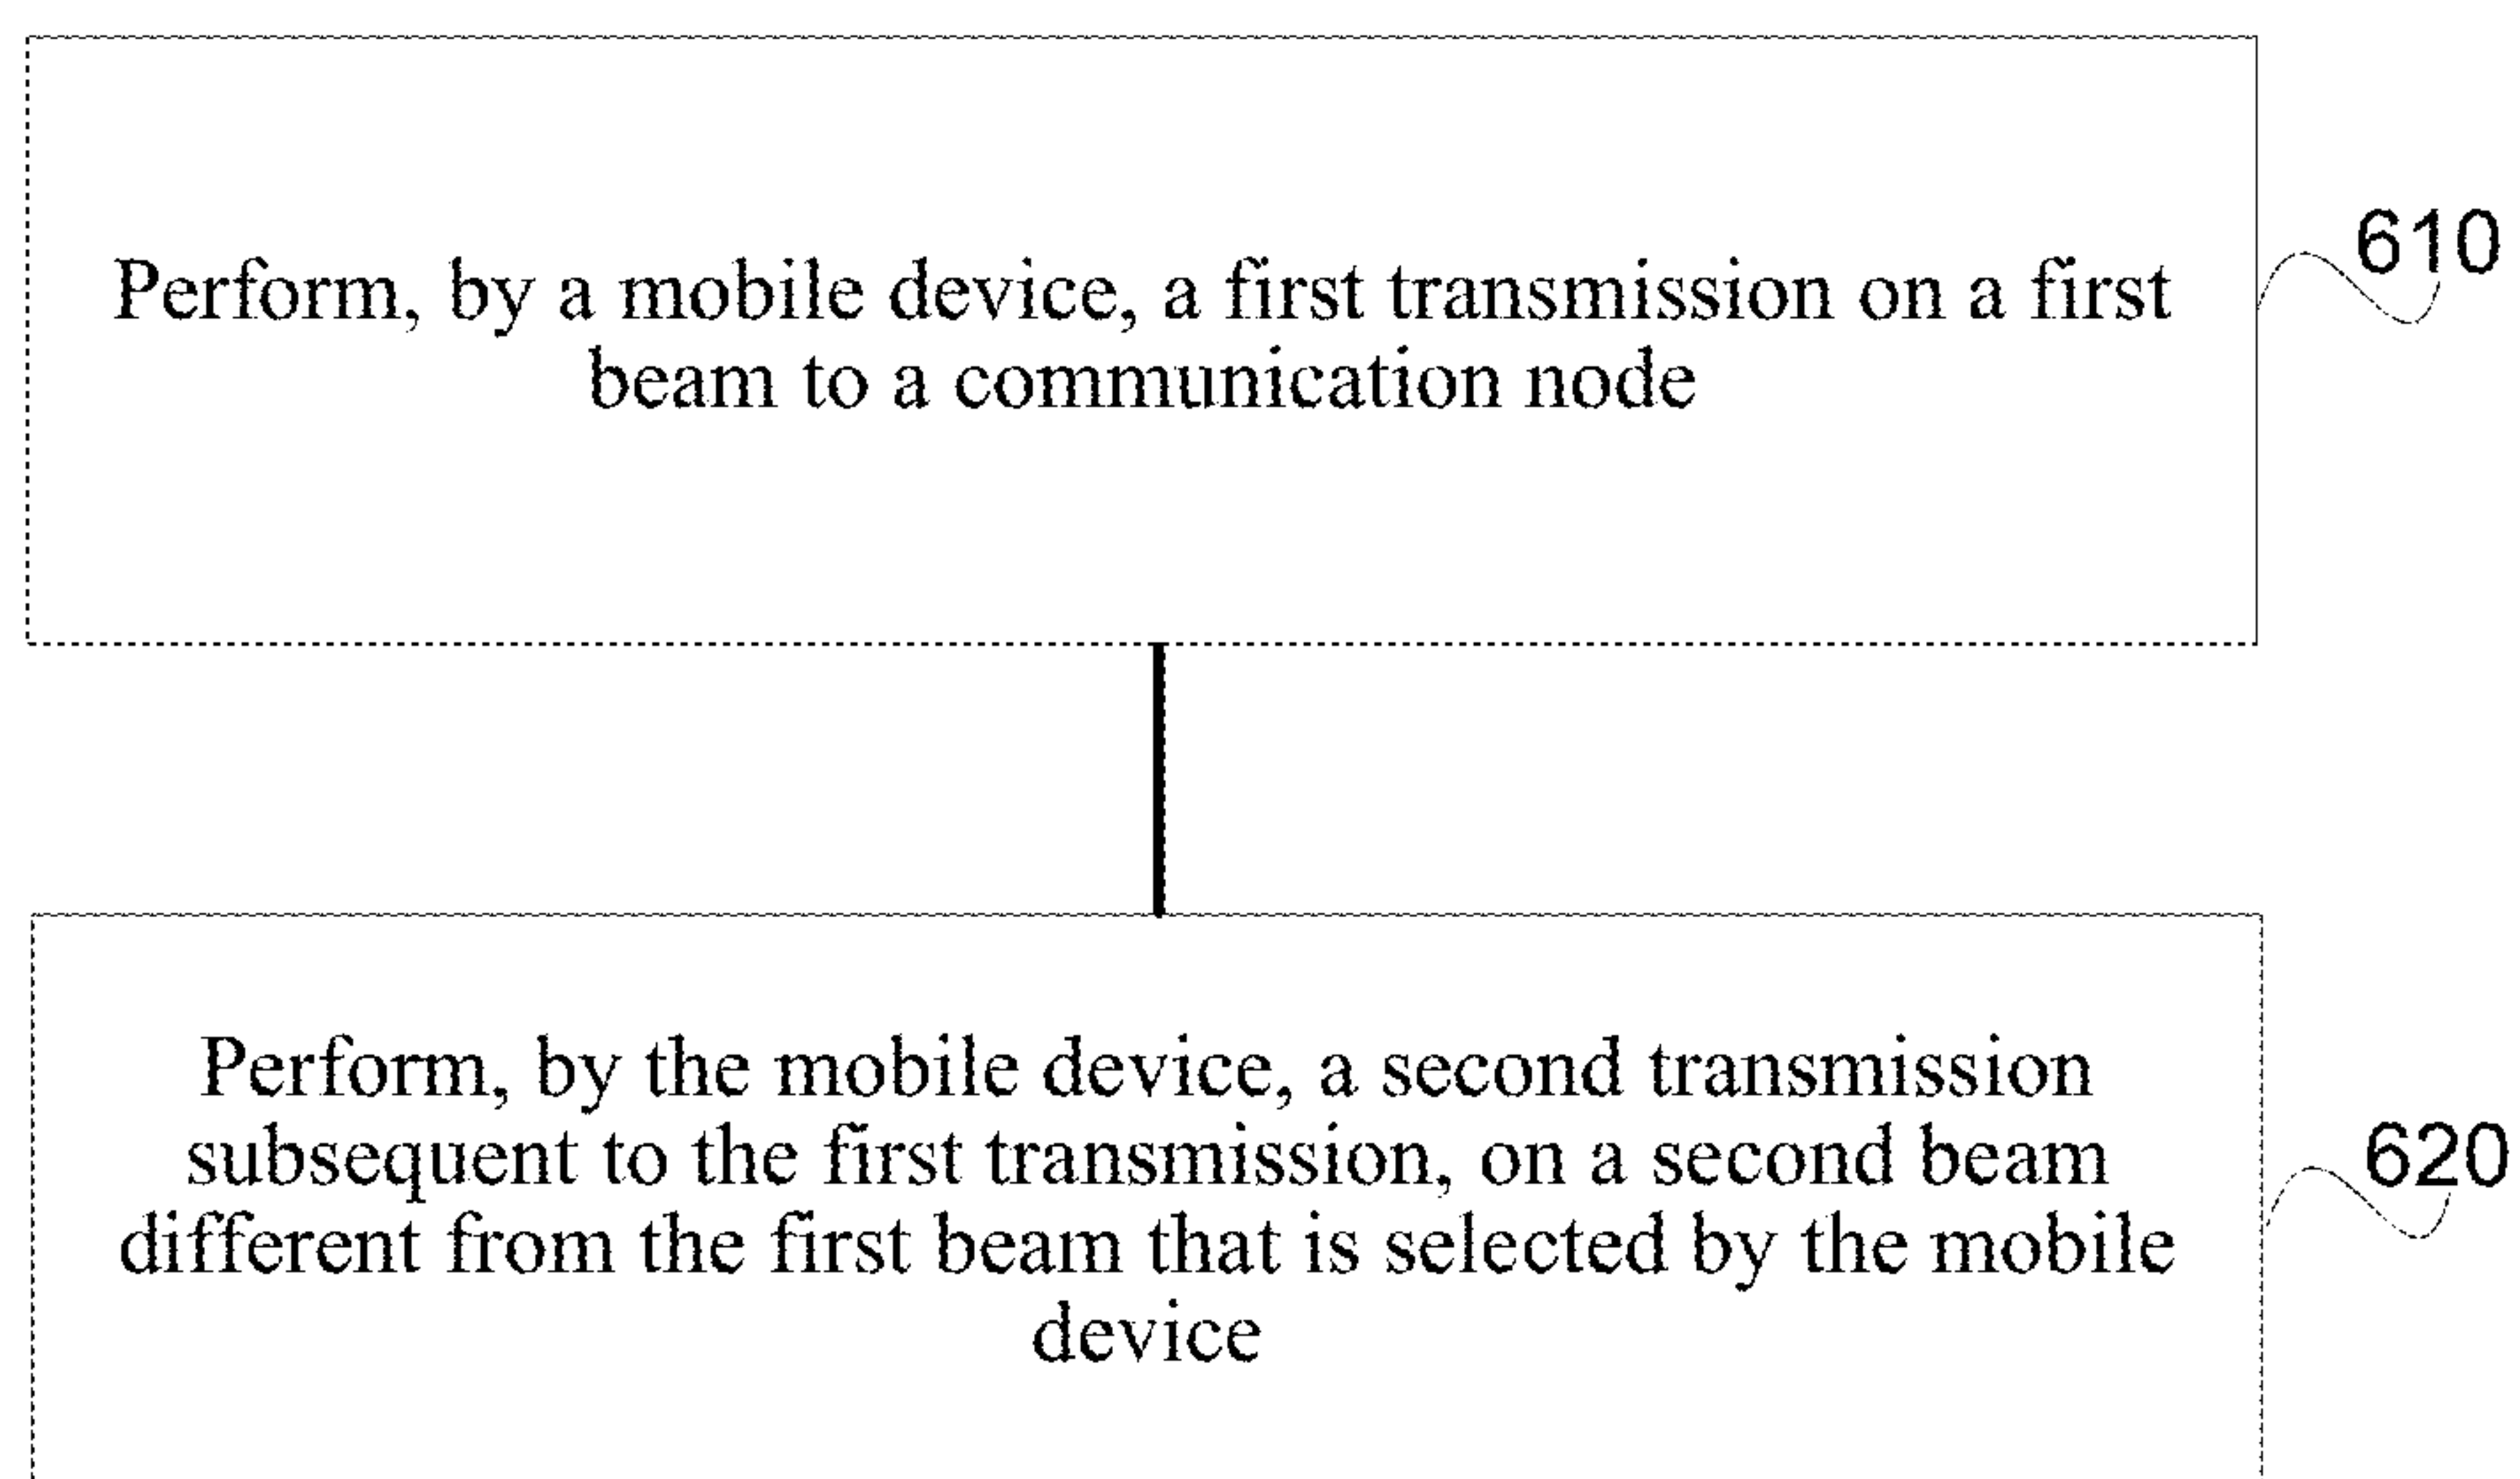 Perform, by a mobile device, a first transmission on a first
beam to a communication node
610
Perform, by the mobile device, a second transmission
subsequent to the first transmission, on a second beam
different from the first beam that is selected by the mobile
device
620